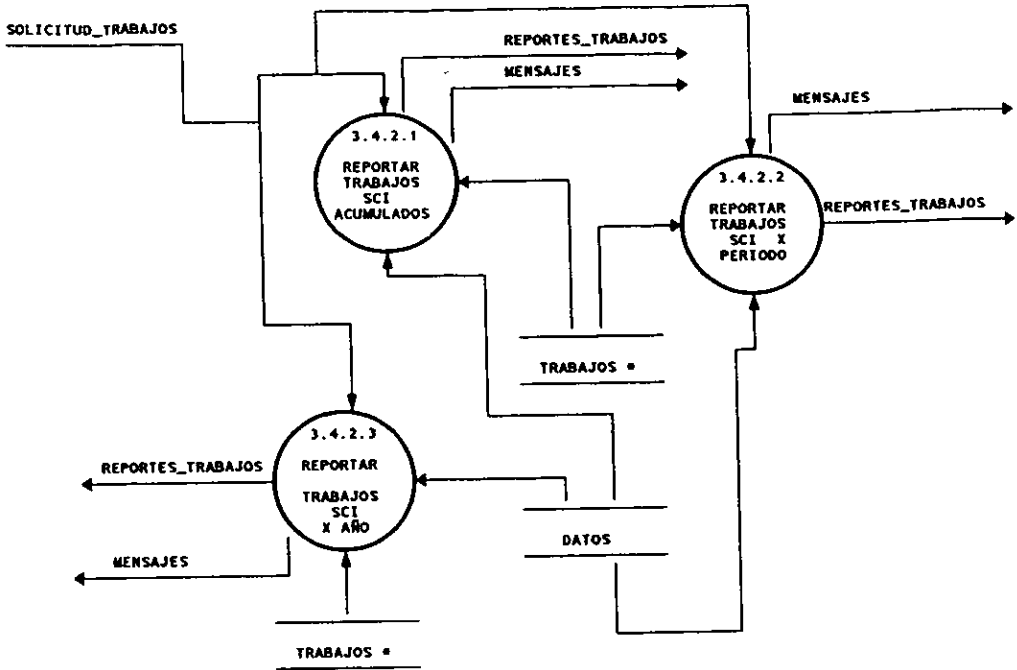 SOLICITUD_TRABAJOS
REPORTES_TRABAJOS
MENSAJES
3.4.2.1
REPORTAR
TRABAJOS
SCI
ACUMULADOS
MENSAJES
3.4.2.2
REPORTAR
TRABAJOS
SCI X
PERIODO
REPORTES_TRABAJOS
TRABAJOS *
3.4.2.3
REPORTAR
TRABAJOS
SCI
X AÑO
REPORTES_TRABAJOS
MENSAJES
DATOS
TRABAJOS *